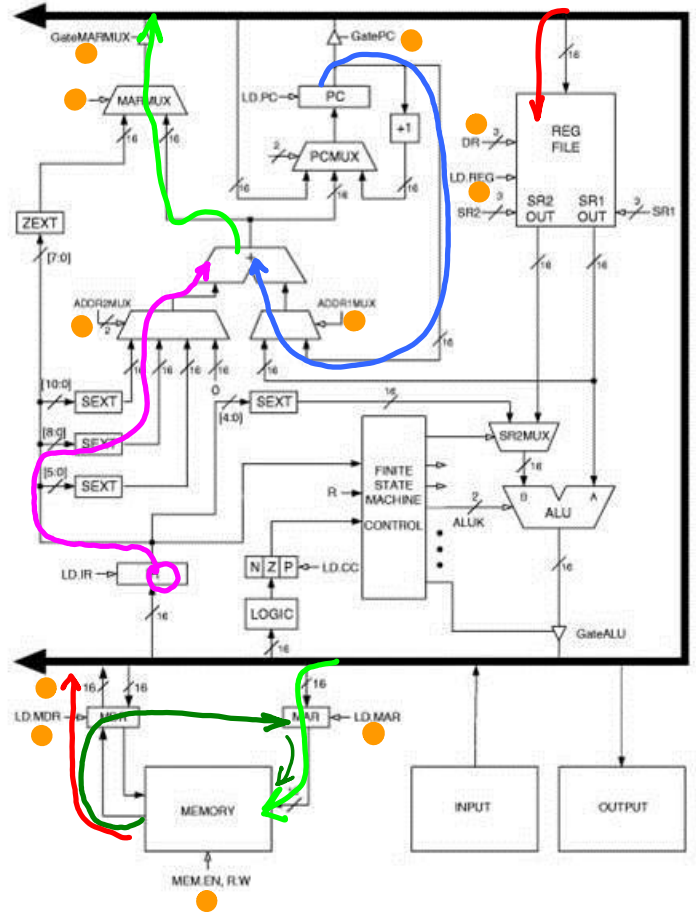 GateMARMUX
GatePC
16
MARMUX
LD.PC
PC
+1
REG
FILE
DR
3
LD.REG
SR2
3
SR2
OUT
SR1
OUT
3
SR1
16
16
2
PCMUX
16
16
16
ZEXT
[7:0]
+
16
16
ADDR2MUX
2
ADDR1MUX
16
16
16
16
16
0
16
[10:0]
SEXT
[4:0]
SEXT
16
[8:0]
SEXT
SR2MUX
16
[5:0]
SEXT
FINITE
STATE
MACHINE
CONTROL
R
2
ALUK
B
A
ALU
LD.IR
N Z P
LD.CC
16
16
LOGIC
16
GateALU
16
16
16
LD.MDR
MDR
MAR
LD.MAR
MEMORY
INPUT
OUTPUT
MEM.EN, R.W